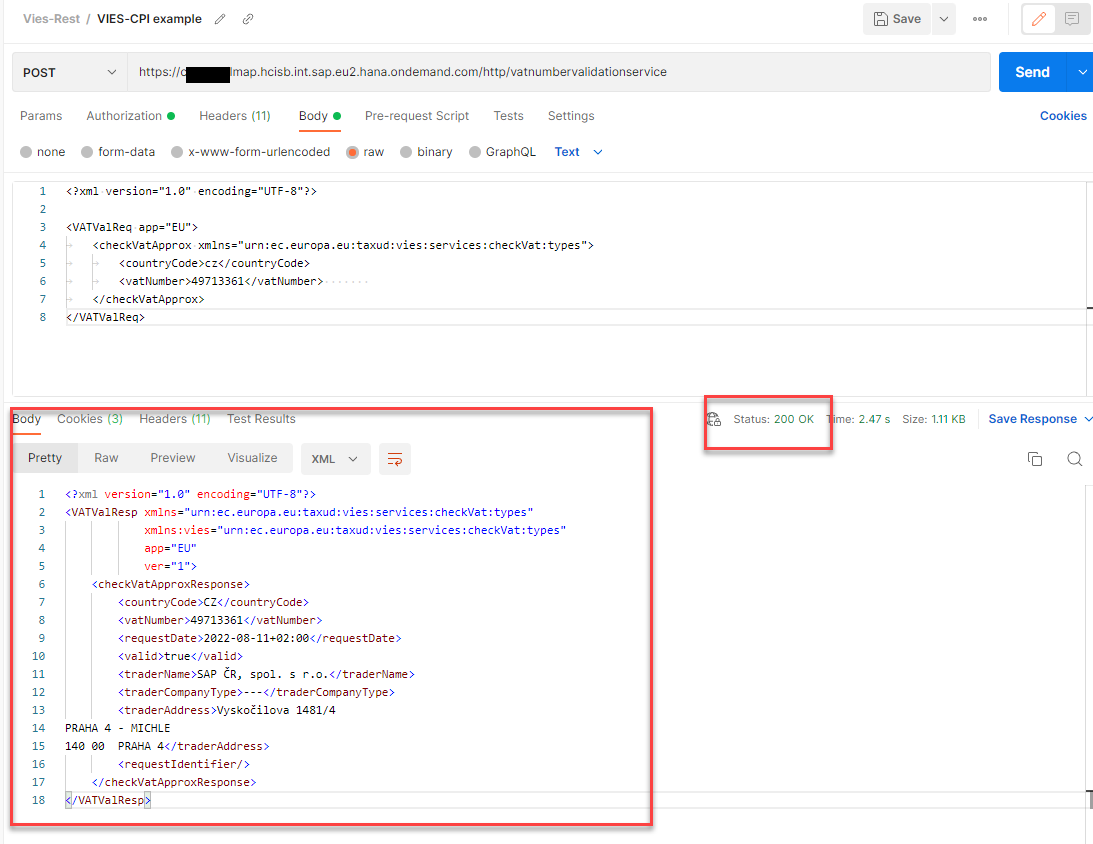 Vies-Rest / VIES-CPI example
Save
POST
https://c lmap.hcisb.int.sap.eu2.hana.ondemand.com/http/vatnumbervalidationservice
Send
Params Authorization Headers (11) Body Pre-request Script Tests Settings Cookies
none form-data x-www-form-urlencoded raw binary GraphQL Text
1 <?xml version="1.0" encoding="UTF-8"?>
2
3 <VATValReq app="EU">
4 <checkVatApprox xmlns="urn:ec.europa.eu:taxud:vies:services:checkVat:types">
5 <countryCode>cz</countryCode>
6 <vatNumber>49713361</vatNumber>
7 </checkVatApprox>
8 </VATValReq>
Body Cookies (3) Headers (11) Test Results Status: 200 OK Time: 2.47 s Size: 1.11 KB Save Response
Pretty Raw Preview Visualize XML
1 <?xml version="1.0" encoding="UTF-8"?>
2 <VATValResp xmlns="urn:ec.europa.eu:taxud:vies:services:checkVat:types"
3 xmlns:vies="urn:ec.europa.eu:taxud:vies:services:checkVat:types"
4 app="EU"
5 ver="1">
6 <checkVatApproxResponse>
7 <countryCode>CZ</countryCode>
8 <vatNumber>49713361</vatNumber>
9 <requestDate>2022-08-11+02:00</requestDate>
10 <valid>true</valid>
11 <traderName>SAP ČR, spol. s r.o.</traderName>
12 <traderCompanyType>---</traderCompanyType>
13 <traderAddress>Vyskočilova 1481/4
14 PRAHA 4 - MICHLE
15 140 00  PRAHA 4</traderAddress>
16 <requestIdentifier/>
17 </checkVatApproxResponse>
18 </VATValResp>